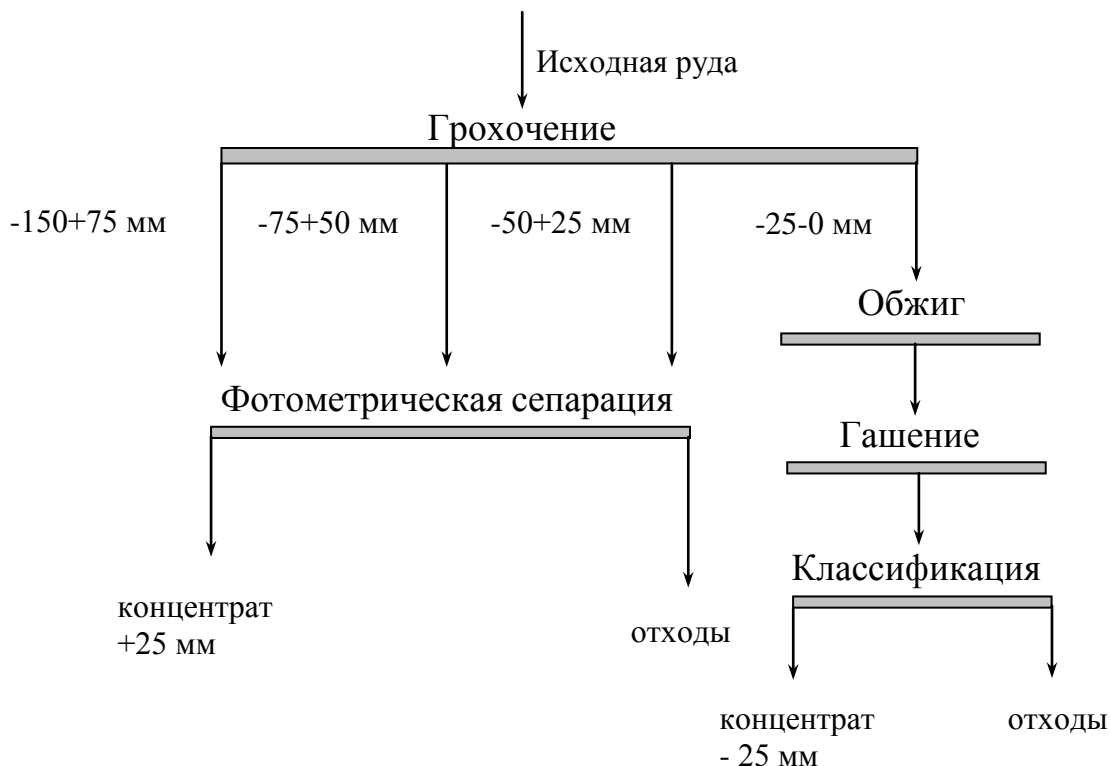 Исходная руда
Грохочение
-150+75 мм
-75+50 мм
-50+25 мм
-25-0 мм
Обжиг
Фотометрическая сепарация
Гашение
Классификация
концентрат
+25 мм
отходы
концентрат
- 25 мм
отходы